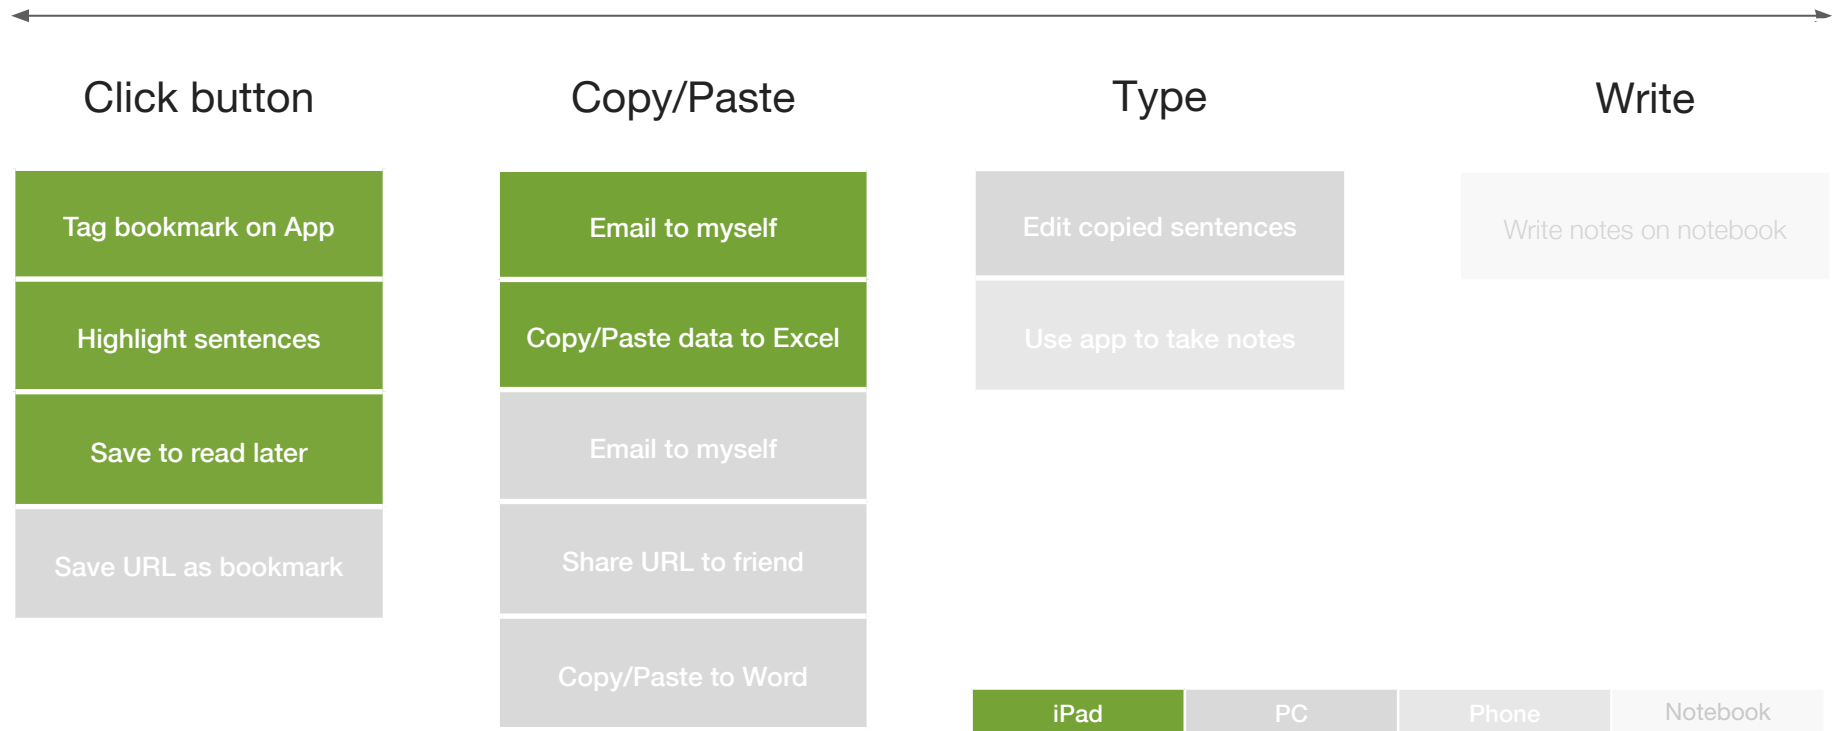 Click button
Copy/Paste
Type
Write
Tag bookmark on App
Highlight sentences
Save to read later
Save URL as bookmark
Email to myself
Copy/Paste data to Excel
Email to myself
Share URL to friend
Copy/Paste to Word
Edit copied sentences
Use app to take notes
Write notes on notebook
iPad
PC
Phone
Notebook